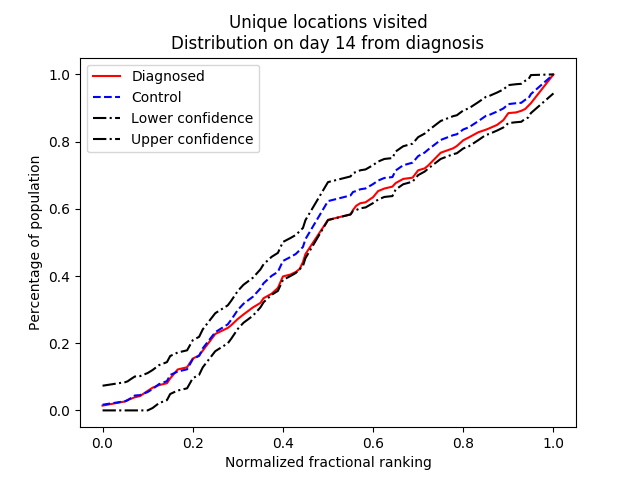 Unique locations visited
Distribution on day 14 from diagnosis
Diagnosed
Control
Lower confidence
Upper confidence
Percentage of population
1.0
0.8
0.6
0.4
0.2
0.0
0.0 0.2 0.4 0.6 0.8 1.0
Normalized fractional ranking